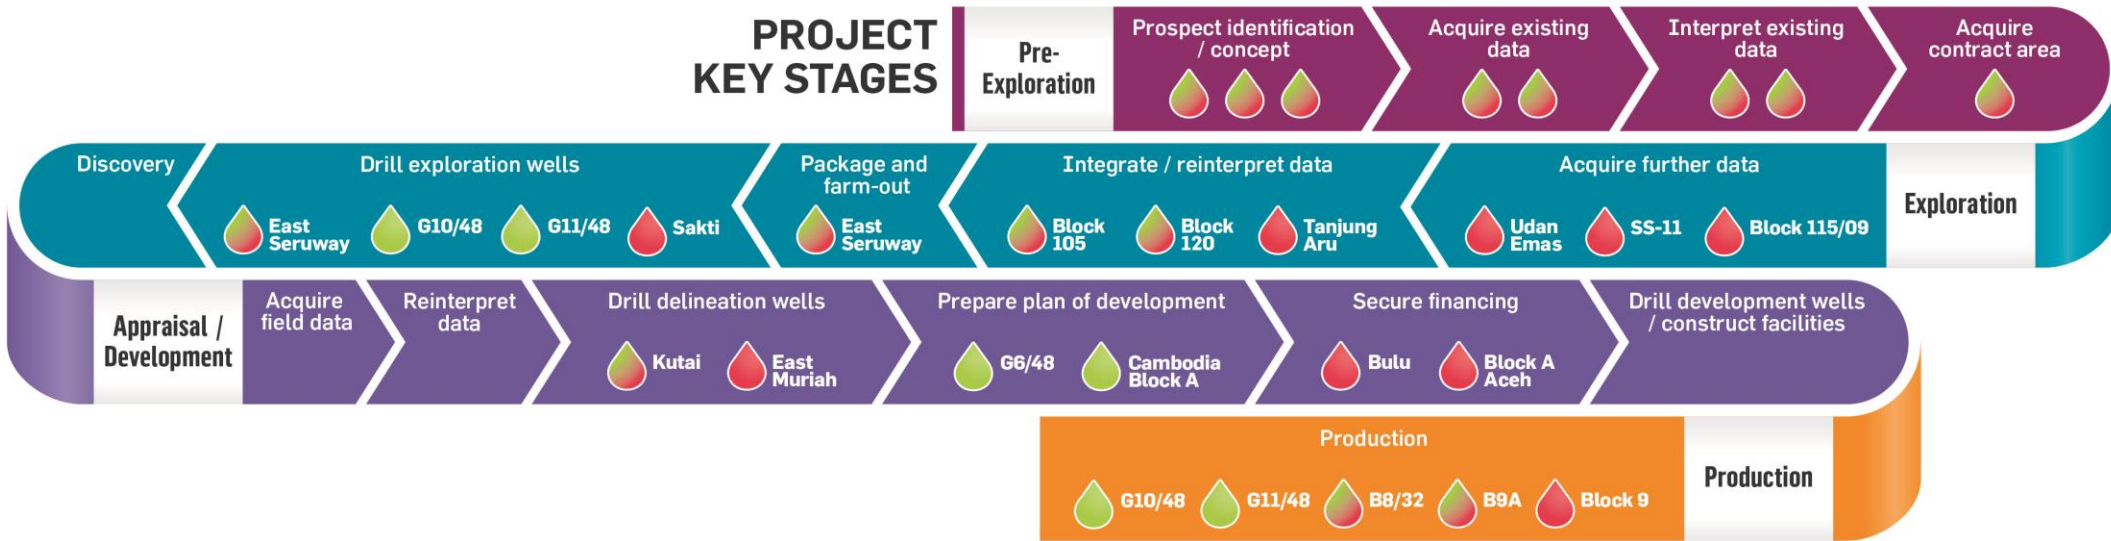 PROJECT
KEY STAGES
Pre-
Exploration
Prospect identification
/ concept
Acquire existing
data
Interpret existing
data
Acquire
contract area
Discovery
Drill exploration wells
East
Seruway
G10/48
G11/48
Sakti
Package and
farm-out
East
Seruway
Integrate / reinterpret data
Block
105
Block
120
Tanjung
Aru
Acquire further data
Udan
Emas
SS-11
Block 115/09
Exploration
Appraisal /
Development
Acquire
field data
Reinterpret
data
Drill delineation wells
Kutai
East
Muriah
Prepare plan of development
G6/48
Cambodia
Block A
Secure financing
Bulu
Block A
Aceh
Drill development wells
/ construct facilities
Production
G10/48
G11/48
B8/32
B9A
Block 9
Production